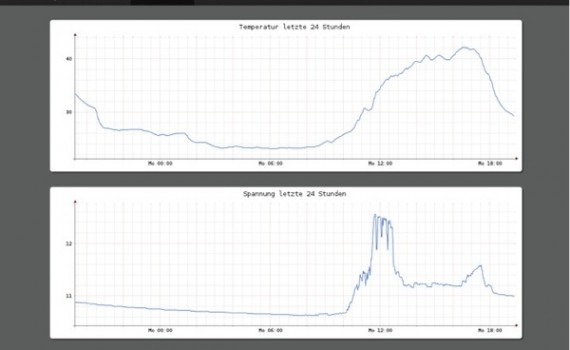 Temperatur letzte 24 Stunden
40
30
Mo 00:00 Mo 06:00 Mo 12:00 Mo 18:00
Spannung letzte 24 Stunden
12
11
Mo 00:00 Mo 06:00 Mo 12:00 Mo 18:00